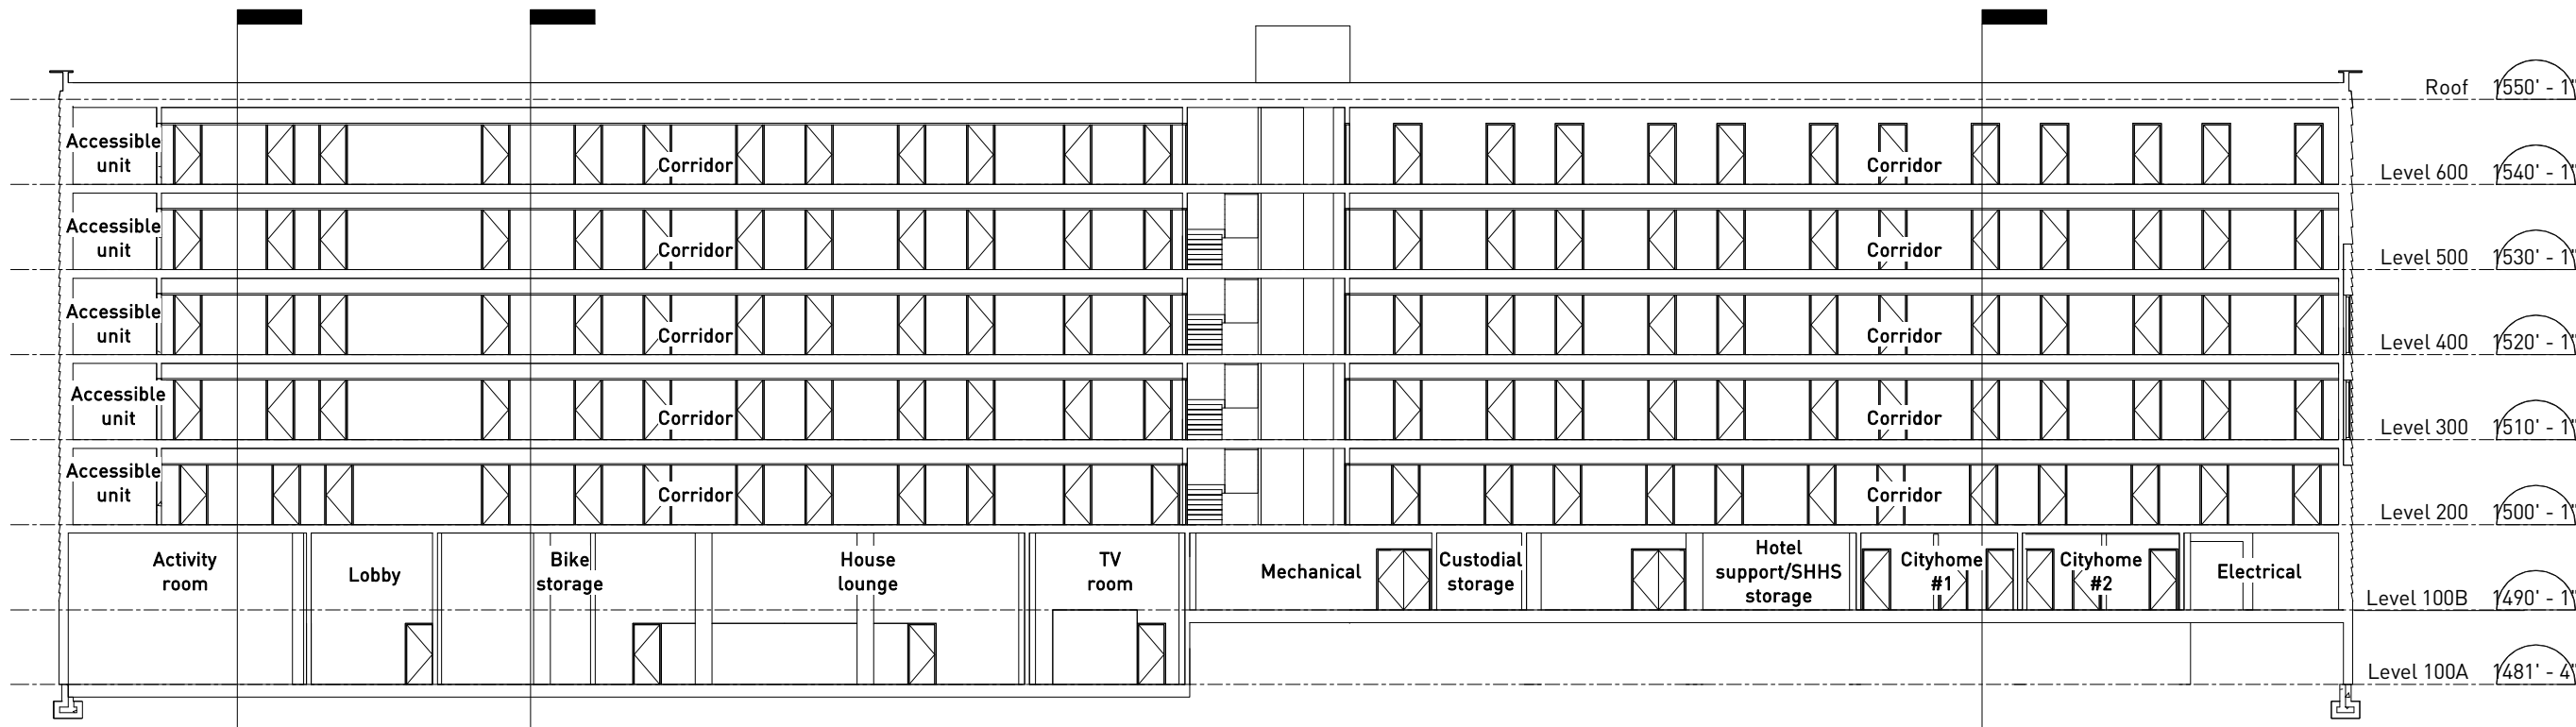 Roof 1550' - 1"
Accessible
unit
Corridor
Corridor
Level 600 1540' - 1"
Accessible
unit
Corridor
Corridor
Level 500 1530' - 1"
Accessible
unit
Corridor
Corridor
Level 400 1520' - 1"
Accessible
unit
Corridor
Corridor
Level 300 1510' - 1"
Accessible
unit
Corridor
Corridor
Level 200 1500' - 1"
Activity
room
Lobby
Bike
storage
House
lounge
TV
room
Mechanical
Custodial
storage
Hotel
support/SHHS
storage
Cityhome
#1
Cityhome
#2
Electrical
Level 100B 1490' - 1"
Level 100A 1481' - 4"